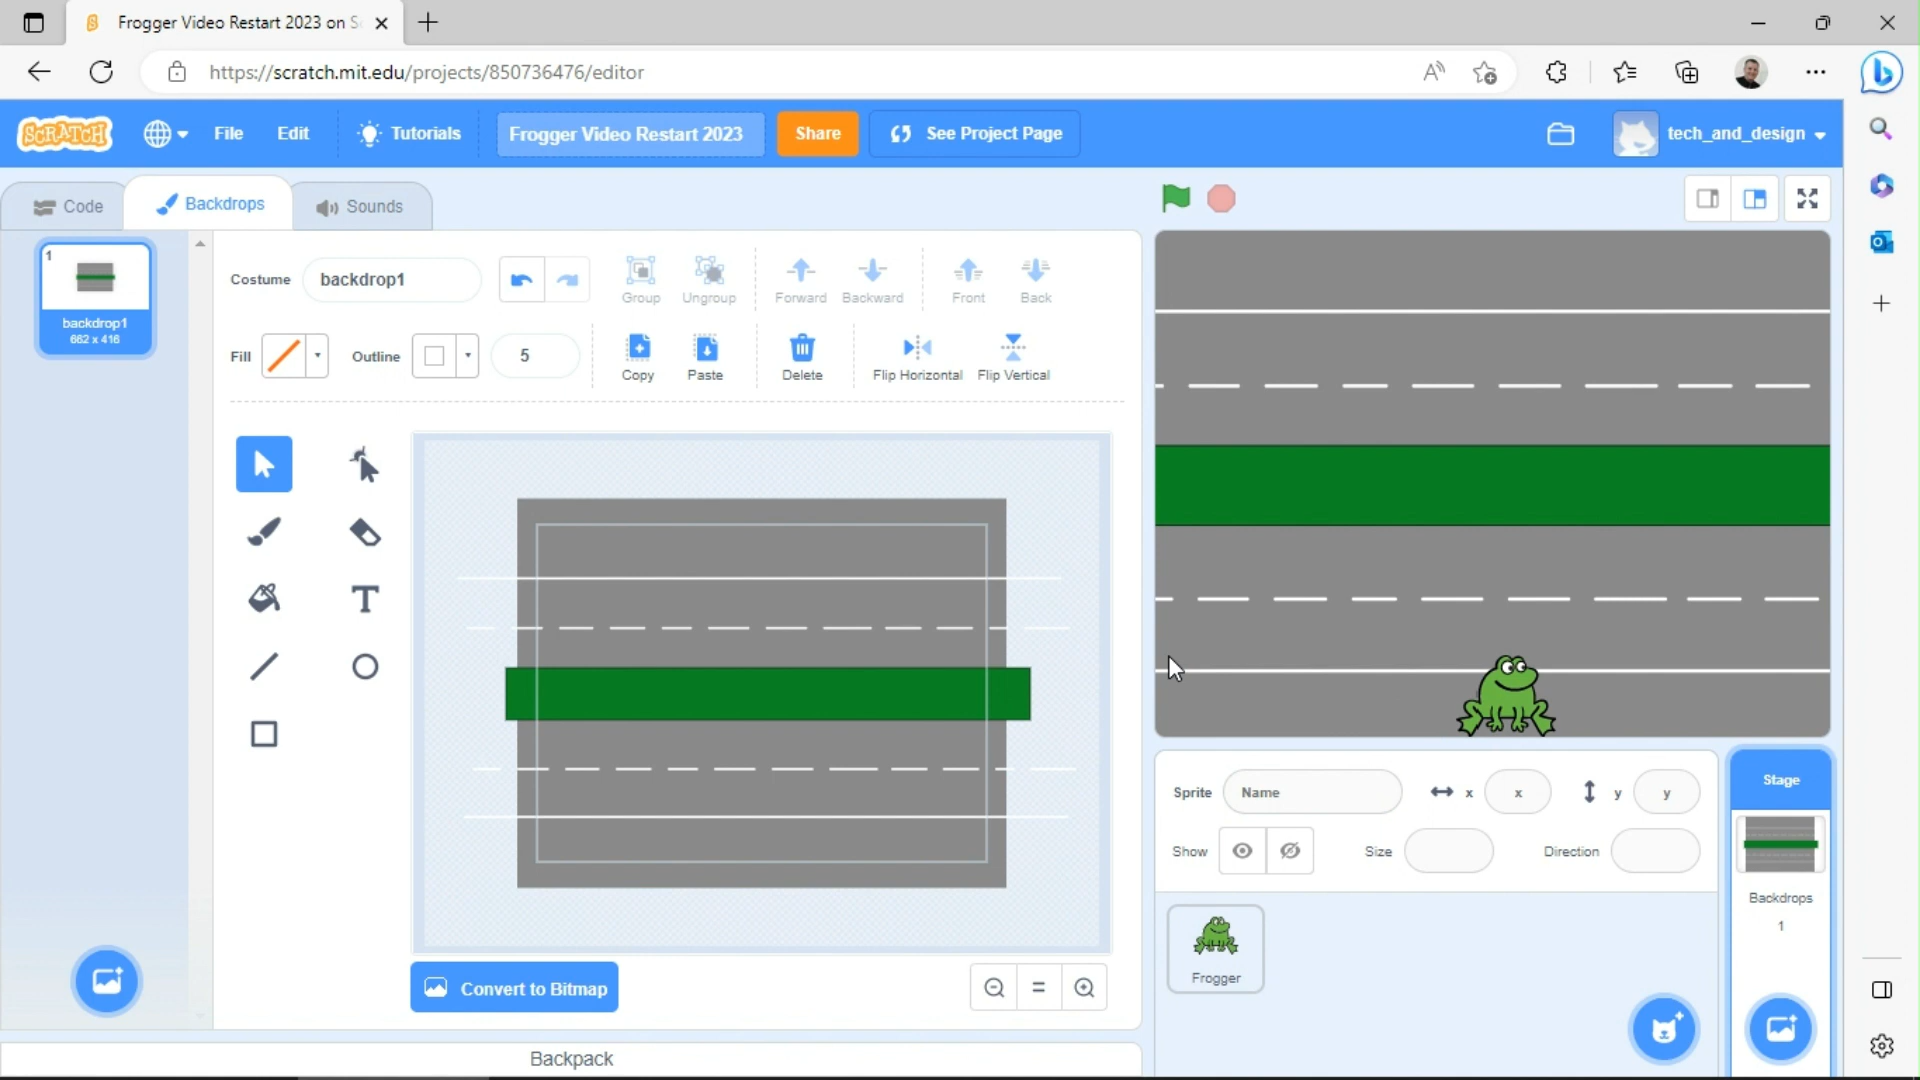 Frogger Video Restart 2023 on S
https://scratch.mit.edu/projects/850736476/editor
SCRATCH File Edit Tutorials Frogger Video Restart 2023 Share See Project Page tech_and_design
Code Backdrops Sounds
1
backdrop1
662 x 416
Costume backdrop1 Group Ungroup Forward Backward Front Back
Fill Outline 5 Copy Paste Delete Flip Horizontal Flip Vertical
T
Convert to Bitmap =
Backpack
Sprite Name x x y y
Show Size Direction
Frogger
Stage
Backdrops
1